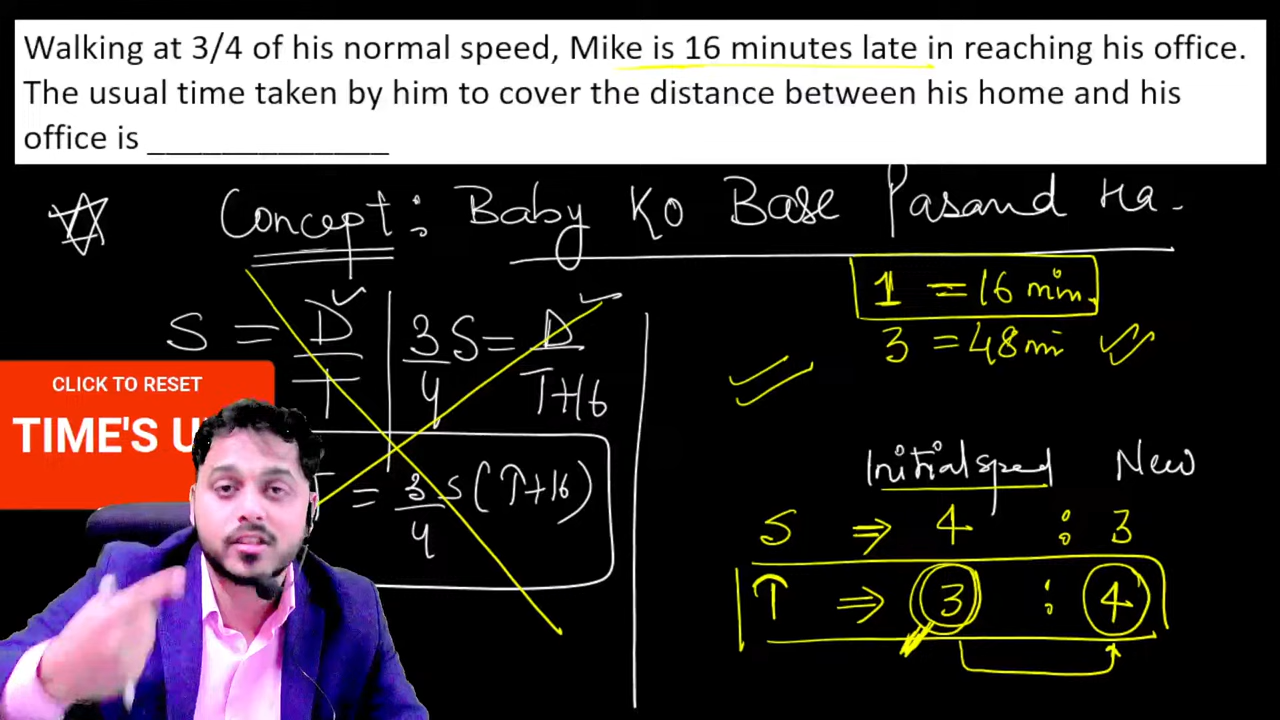 Walking at 3/4 of his normal speed, Mike is 16 minutes late in reaching his office.
The usual time taken by him to cover the distance between his home and his
office is ______________
Concept: Baby Ko Base Pasand Ha.
S = D/T | 3/4 S = D/T+16
= 3/4 S (T+16)
1 = 16 min.
3 = 48 min
CLICK TO RESET
TIME'S U
Initial speed New
S ⇒ 4 : 3
T ⇒ 3 : 4